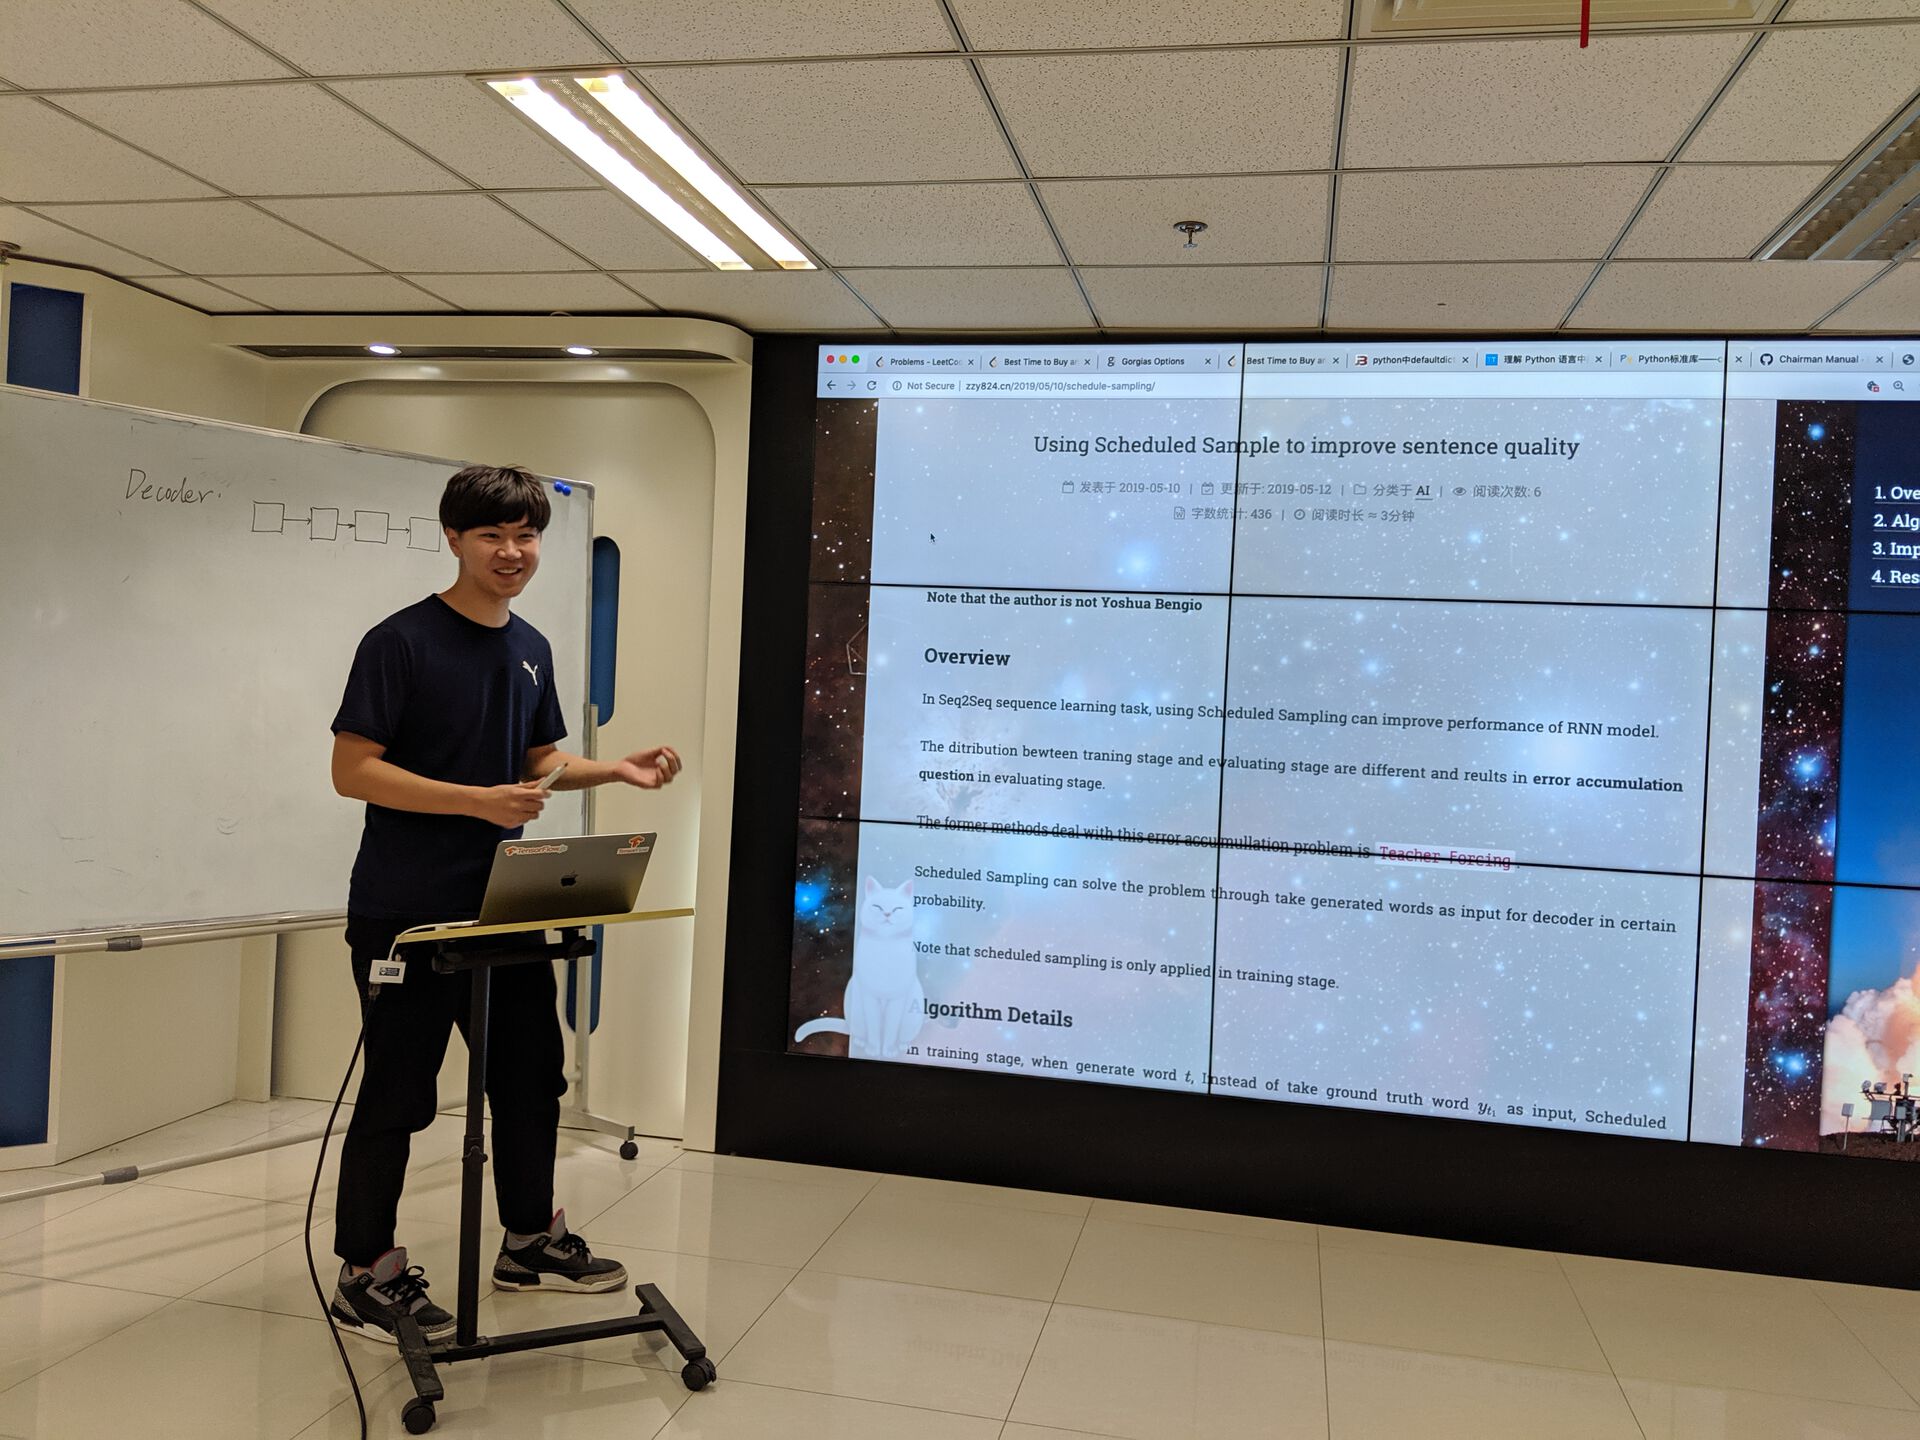 Decoder.
TensorFlow.js
Problems - LeetCo
Best Time to Buy a
Gorgias Options
Best Time to Buy a
python中defaultdic
理解 Python 语言中
Python标准库——c
Chairman Manual
Not Secure | zzy824.cn/2019/05/10/schedule-sampling/
Using Scheduled Sample to improve sentence quality
发表于 2019-05-10 | 更新于: 2019-05-12 | 分类于 AI | 阅读次数: 6
字数统计: 436 | 阅读时长 ≈ 3分钟
1. Ove
2. Alg
3. Imp
4. Res
Note that the author is not Yoshua Bengio
Overview
In Seq2Seq sequence learning task, using Scheduled Sampling can improve performance of RNN model.
The ditribution bewteen traning stage and evaluating stage are different and reults in error accumulation
question in evaluating stage.
The former methods deal with this error accumullation problem is Teacher Forcing .
Scheduled Sampling can solve the problem through take generated words as input for decoder in certain
probability.
Note that scheduled sampling is only applied in training stage.
Algorithm Details
In training stage, when generate word t, Instead of take ground truth word yt1 as input, Scheduled